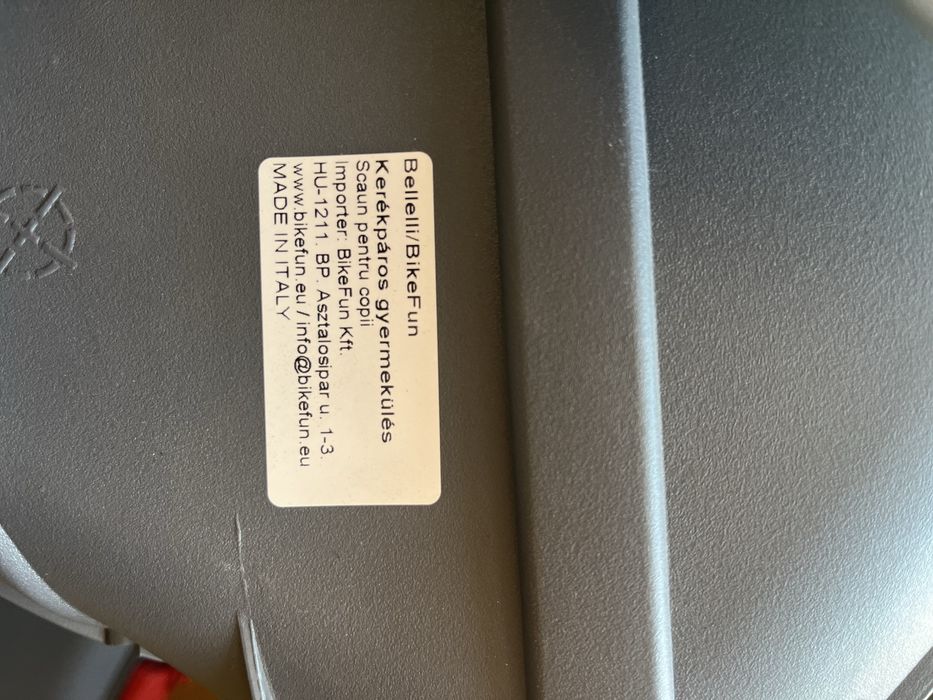 Bellelli/BikeFun
Kerékpáros gyermekülés
Scaun pentru copii
Importer: BikeFun Kft.
HU-1211. BP. Asztalosipar u. 1-3.
www.bikefun.eu / info@bikefun.eu
MADE IN ITALY